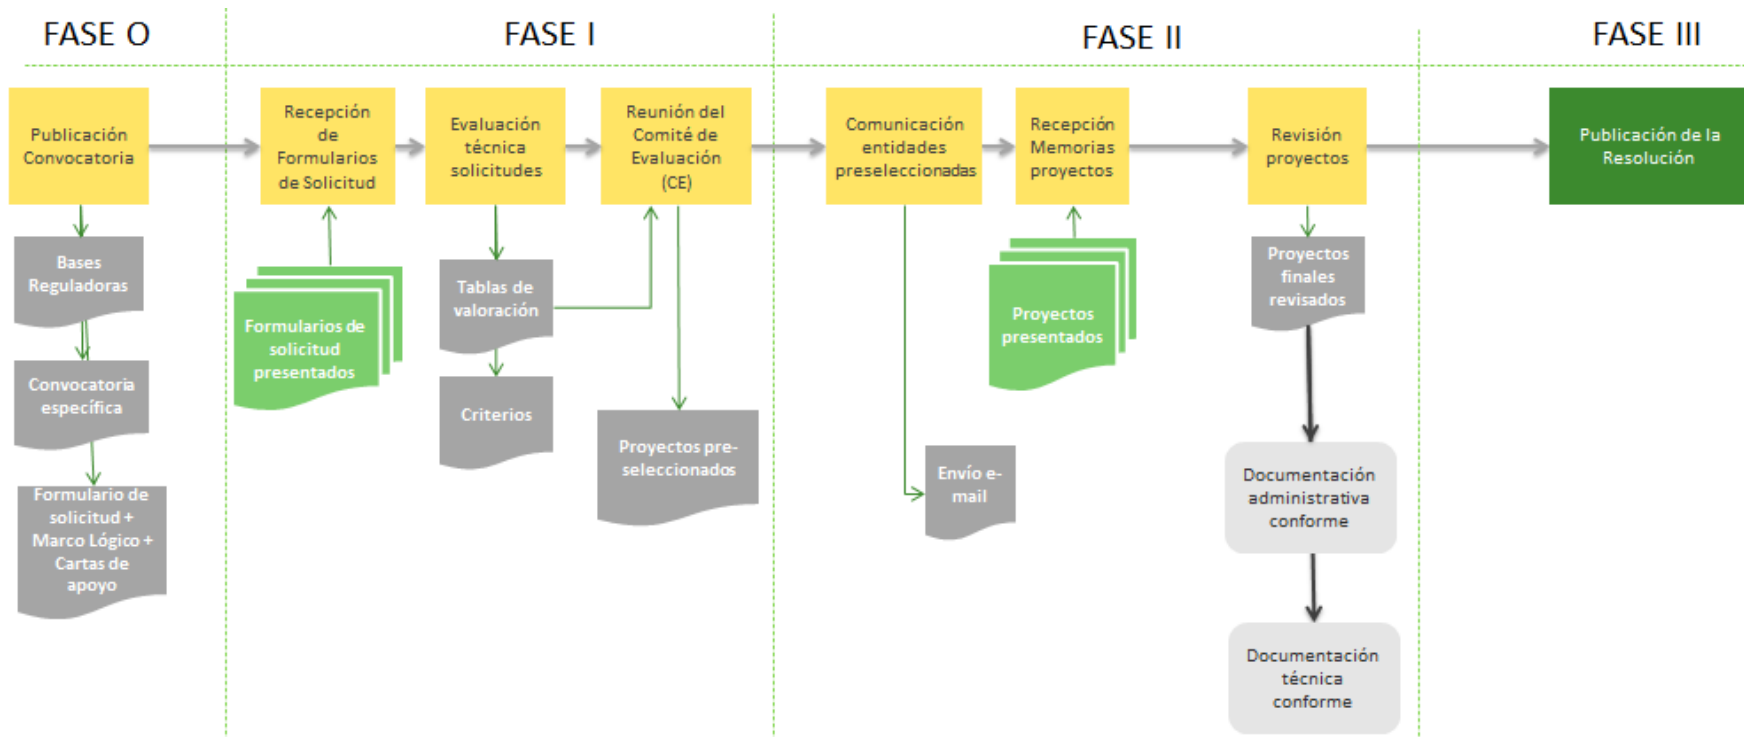 FASE O
FASE I
FASE II
FASE III
Publicación
Convocatoria
Recepción
de
Formularios
de Solicitud
Evaluación
técnica
solicitudes
Reunión del
Comité de
Evaluación
(CE)
Comunicación
entidades
preseleccionadas
Recepción
Memorias
proyectos
Revisión
proyectos
Publicación de la
Resolución
Bases
Reguladoras
Convocatoria
específica
Formulario de
solicitud +
Marco Lógico +
Cartas de
apoyo
Formularios de
solicitud
presentados
Tablas de
valoración
Criterios
Proyectos pre-
seleccionados
Envío e-
mail
Proyectos
presentados
Proyectos
finales
revisados
Documentación
administrativa
conforme
Documentación
técnica
conforme